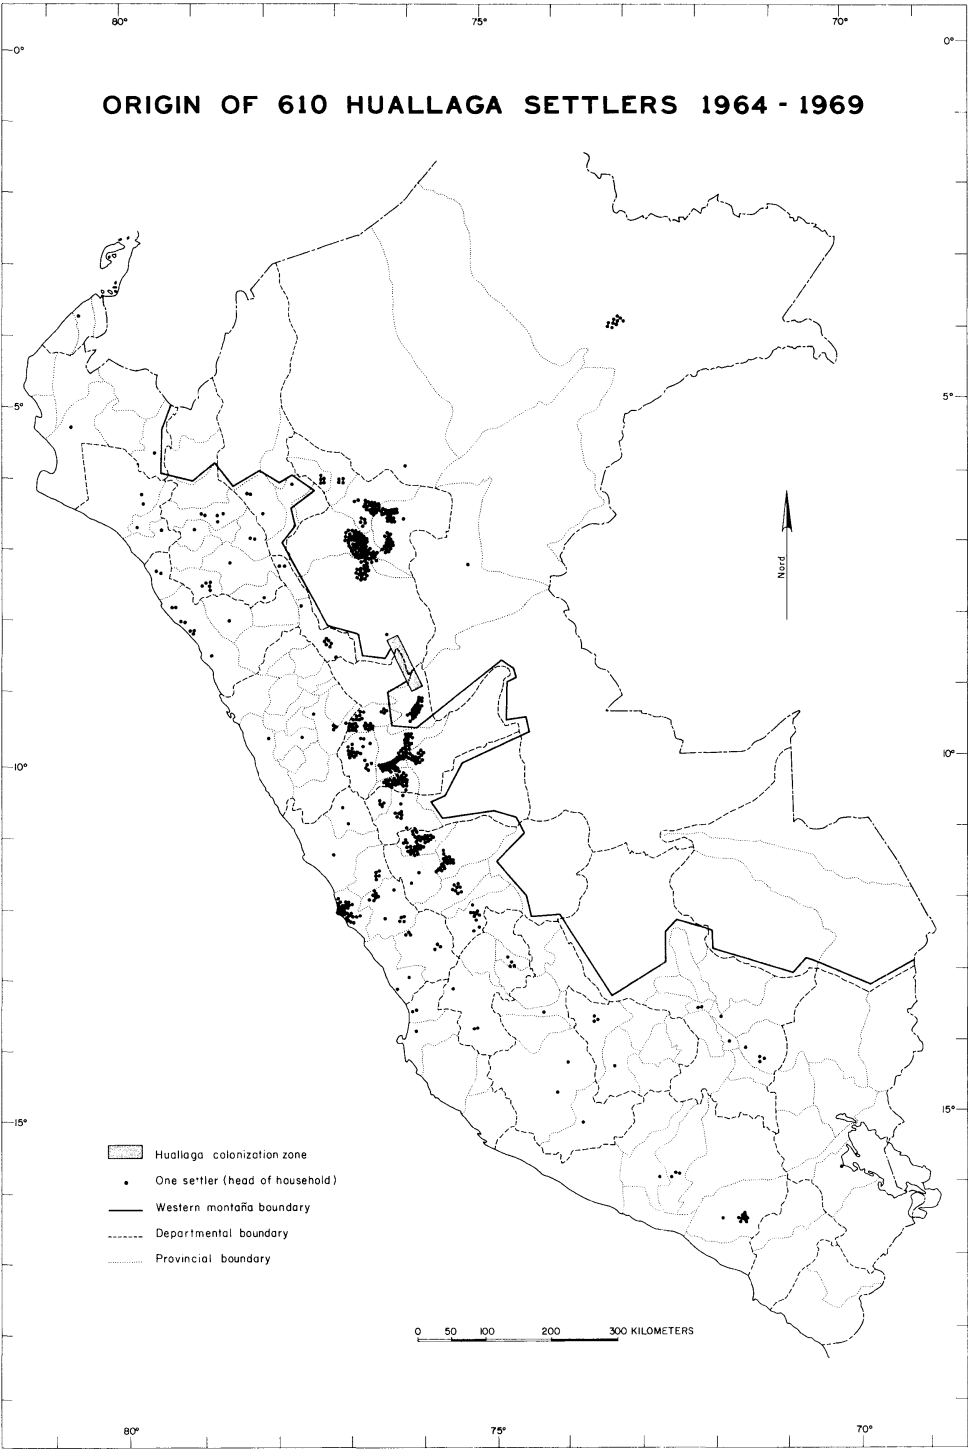 80° 75° 70°
0° 0°
ORIGIN OF 610 HUALLAGA SETTLERS 1964 - 1969
5° 5°
Nord
10° 10°
15° 15°
Huallaga colonization zone
One settler (head of household)
Western montaña boundary
Departmental boundary
Provincial boundary
0 50 100 200 300 KILOMETERS
80° 75° 70°